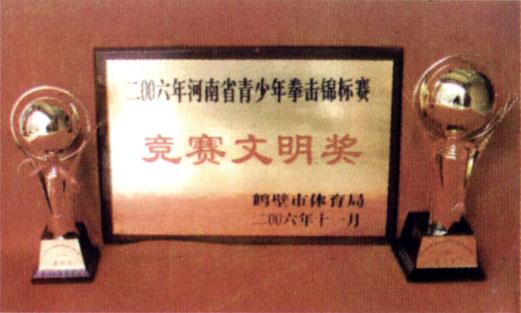 二00六年河南省青少年拳击锦标赛
竞赛文明奖
鹤壁市体育局
二00六年十一月